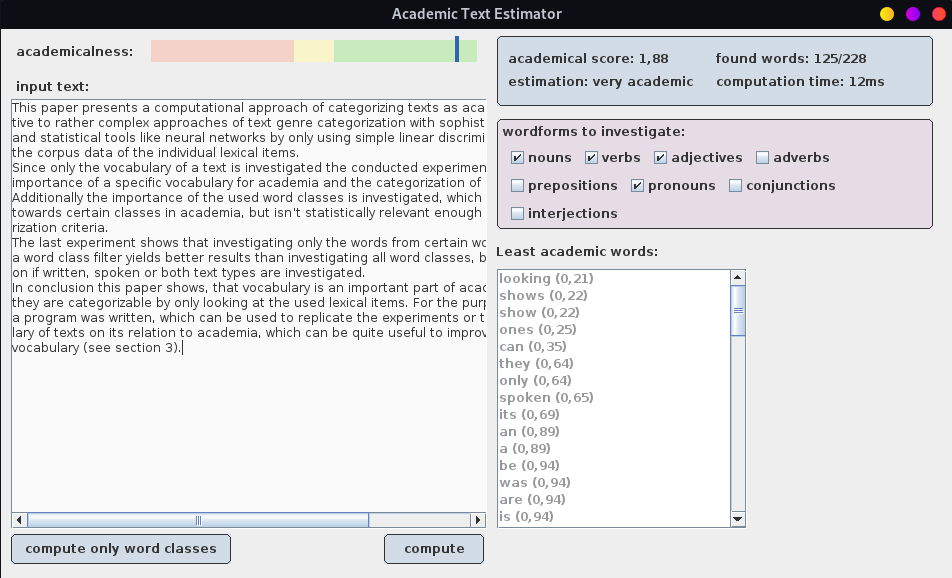 Academic Text Estimator
academicalness:
input text:
This paper presents a computational approach of categorizing texts as aca
tive to rather complex approaches of text genre categorization with sophist
and statistical tools like neural networks by only using simple linear discrimi
the corpus data of the individual lexical items.
Since only the vocabulary of a text is investigated the conducted experimen
importance of a specific vocabulary for academia and the categorization of
Additionally the importance of the used word classes is investigated, which
towards certain classes in academia, but isn't statistically relevant enough
rization criteria.
The last experiment shows that investigating only the words from certain wo
a word class filter yields better results than investigating all word classes, b
on if written, spoken or both text types are investigated.
In conclusion this paper shows, that vocabulary is an important part of acad
they are categorizable by only looking at the used lexical items. For the purp
a program was written, which can be used to replicate the experiments or t
lary of texts on its relation to academia, which can be quite useful to improv
vocabulary (see section 3).
compute only word classes
compute
academical score: 1,88
found words: 125/228
estimation: very academic
computation time: 12ms
wordforms to investigate:
nouns verbs adjectives adverbs
prepositions pronouns conjunctions
interjections
Least academic words:
looking (0,21)
shows (0,22)
show (0,22)
ones (0,25)
can (0,35)
they (0,64)
only (0,64)
spoken (0,65)
its (0,69)
an (0,89)
a (0,89)
be (0,94)
was (0,94)
are (0,94)
is (0,94)